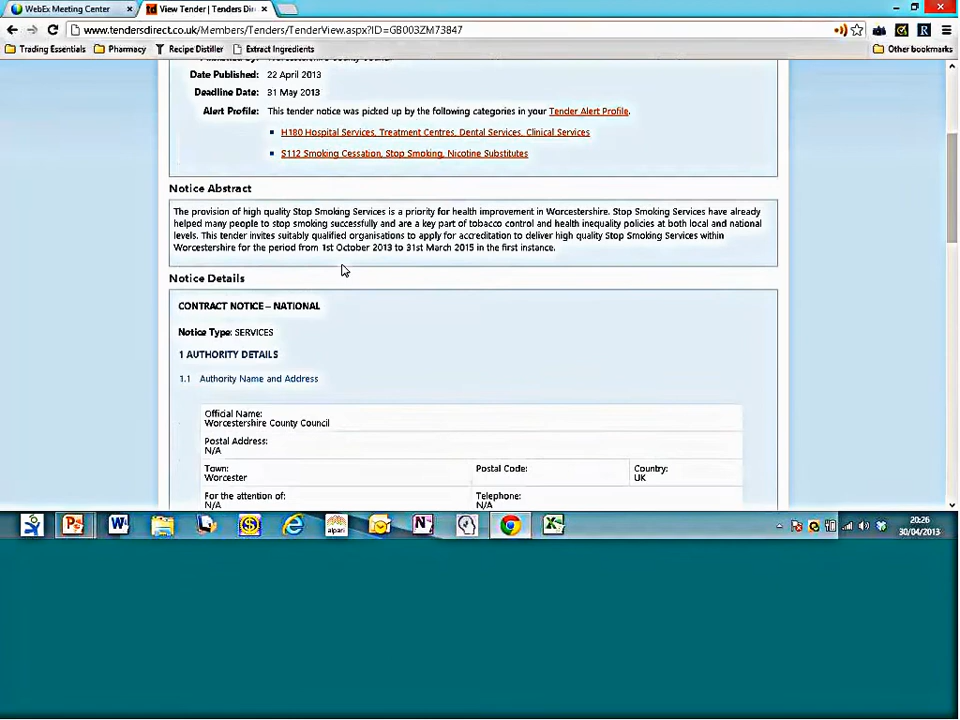 WebEx Meeting Center
View Tender | Tenders Dir
www.tendersdirect.co.uk/Members/Tenders/TenderView.aspx?ID=GB003ZM73847
Trading Essentials Pharmacy Recipe Distiller Extract Ingredients Other bookmarks
Date Published: 22 April 2013
Deadline Date: 31 May 2013
Alert Profile: This tender notice was picked up by the following categories in your Tender Alert Profile.
H180 Hospital Services, Treatment Centres, Dental Services, Clinical Services
S112 Smoking Cessation, Stop Smoking, Nicotine Substitutes
Notice Abstract
The provision of high quality Stop Smoking Services is a priority for health improvement in Worcestershire. Stop Smoking Services have already
helped many people to stop smoking successfully and are a key part of tobacco control and health inequality policies at both local and national
levels. This tender invites suitably qualified organisations to apply for accreditation to deliver high quality Stop Smoking Services within
Worcestershire for the period from 1st October 2013 to 31st March 2015 in the first instance.
Notice Details
CONTRACT NOTICE – NATIONAL
Notice Type: SERVICES
1 AUTHORITY DETAILS
1.1 Authority Name and Address
Official Name:
Worcestershire County Council
Postal Address:
N/A
Town: Postal Code: Country:
Worcester UK
For the attention of: Telephone:
N/A N/A
alpari
20:26
30/04/2013